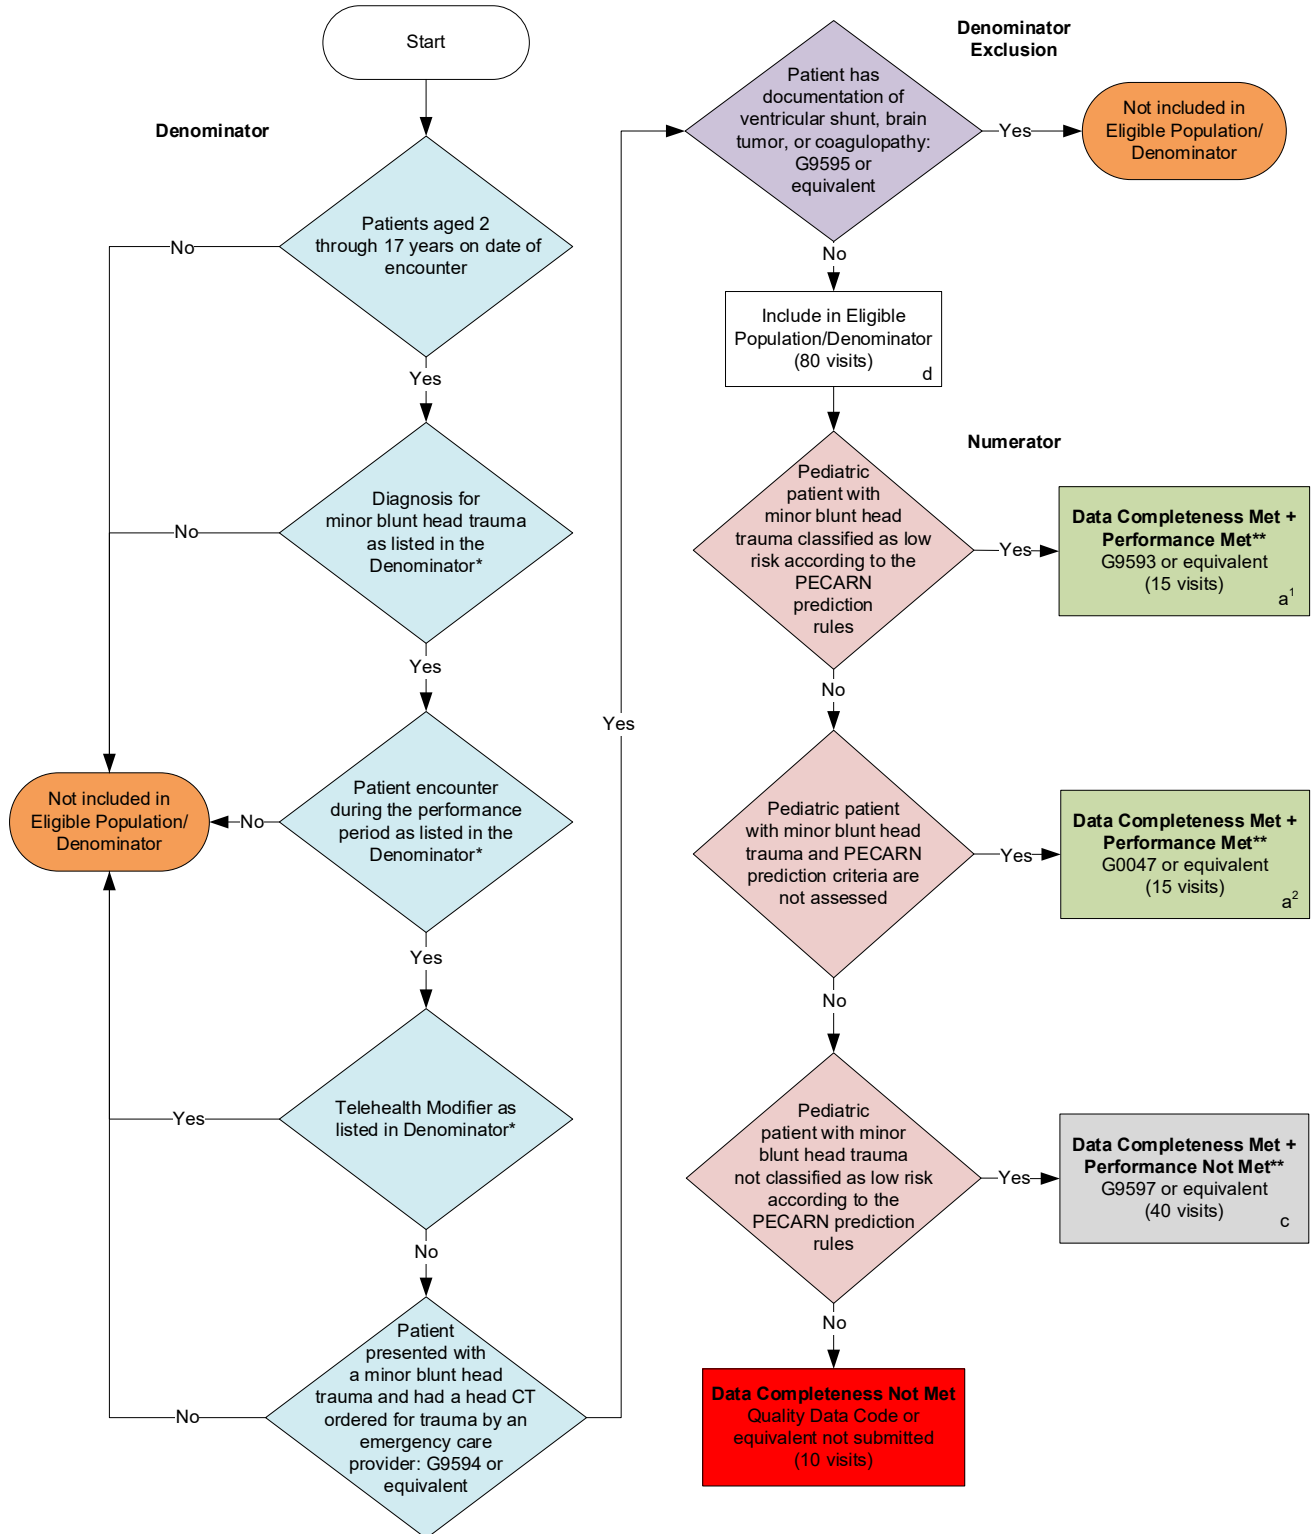 Start
Denominator
Patients aged 2
through 17 years on date of
encounter
No
Yes
Diagnosis for
minor blunt head trauma
as listed in the
Denominator*
No
Yes
Patient encounter
during the performance
period as listed in the
Denominator*
No
Not included in
Eligible Population/
Denominator
Yes
Telehealth Modifier as
listed in Denominator*
Yes
No
Patient
presented with
a minor blunt head
trauma and had a head CT
ordered for trauma by an
emergency care
provider: G9594 or
equivalent
No
Yes
Denominator
Exclusion
Patient has
documentation of
ventricular shunt, brain
tumor, or coagulopathy:
G9595 or
equivalent
Yes
Not included in
Eligible Population/
Denominator
No
Include in Eligible
Population/Denominator
(80 visits)
d
Numerator
Pediatric
patient with
minor blunt head
trauma classified as low
risk according to the
PECARN
prediction
rules
Yes
Data Completeness Met +
Performance Met**
G9593 or equivalent
(15 visits)
a¹
No
Pediatric patient
with minor blunt head
trauma and PECARN
prediction criteria are
not assessed
Yes
Data Completeness Met +
Performance Met**
G0047 or equivalent
(15 visits)
a²
No
Pediatric
patient with minor
blunt head trauma
not classified as low risk
according to the
PECARN prediction
rules
Yes
Data Completeness Met +
Performance Not Met**
G9597 or equivalent
(40 visits)
c
No
Data Completeness Not Met
Quality Data Code or
equivalent not submitted
(10 visits)